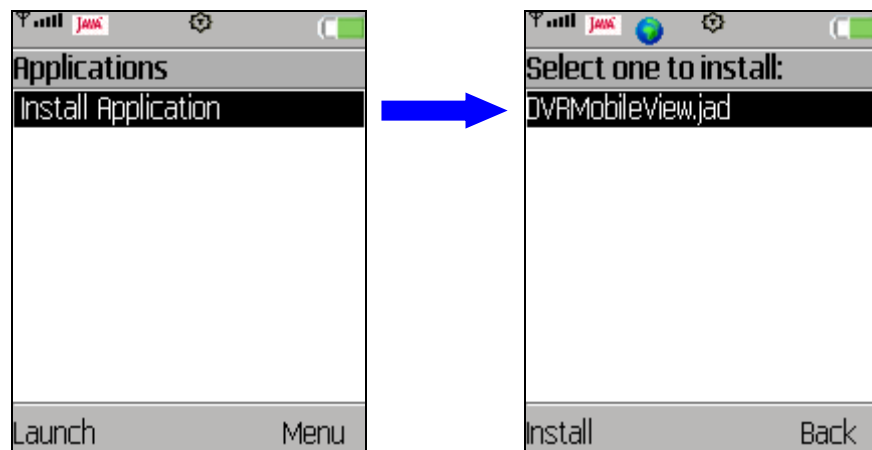 JAVA
Applications
Install Application
Launch Menu
JAVA
Select one to install:
DVRMobileView.jad
Install Back